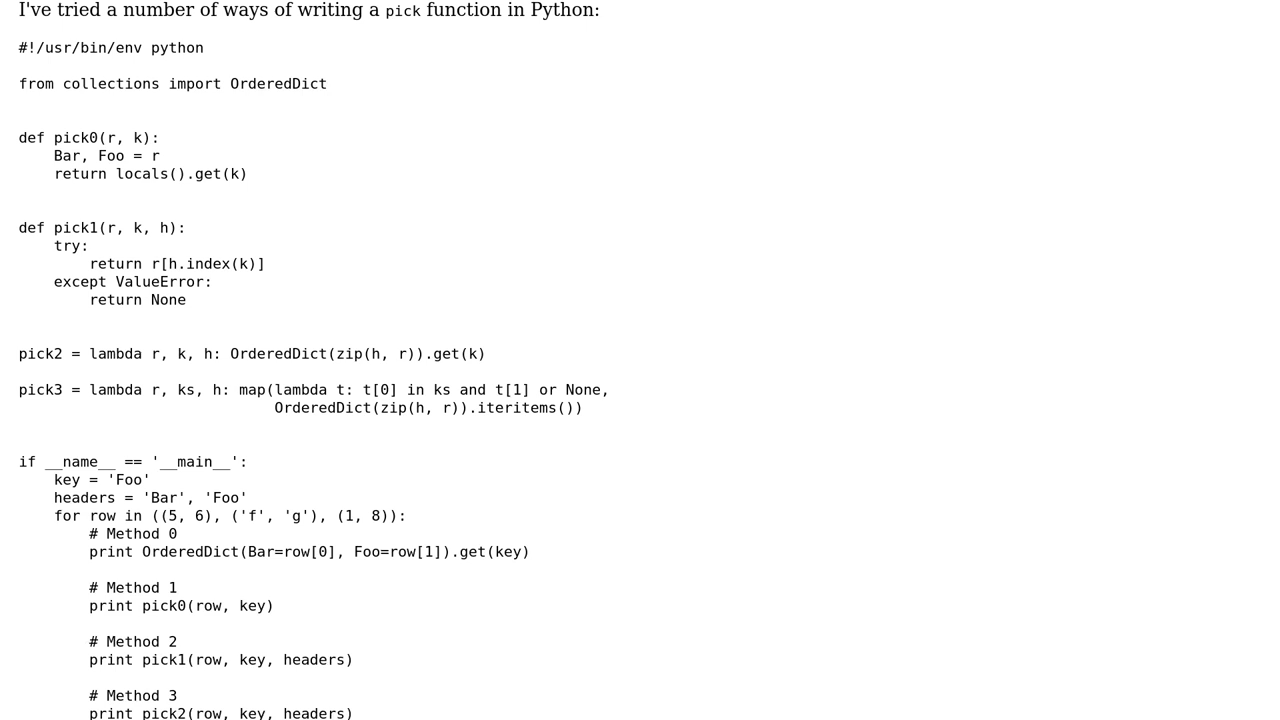 I've tried a number of ways of writing a pick function in Python:
#!/usr/bin/env python
from collections import OrderedDict
def pick0(r, k):
    Bar, Foo = r
    return locals().get(k)
def pick1(r, k, h):
    try:
        return r[h.index(k)]
    except ValueError:
        return None
pick2 = lambda r, k, h: OrderedDict(zip(h, r)).get(k)
pick3 = lambda r, ks, h: map(lambda t: t[0] in ks and t[1] or None,
                             OrderedDict(zip(h, r)).iteritems())
if __name__ == '__main__':
    key = 'Foo'
    headers = 'Bar', 'Foo'
    for row in ((5, 6), ('f', 'g'), (1, 8)):
        # Method 0
        print OrderedDict(Bar=row[0], Foo=row[1]).get(key)
        # Method 1
        print pick0(row, key)
        # Method 2
        print pick1(row, key, headers)
        # Method 3
        print pick2(row, key, headers)